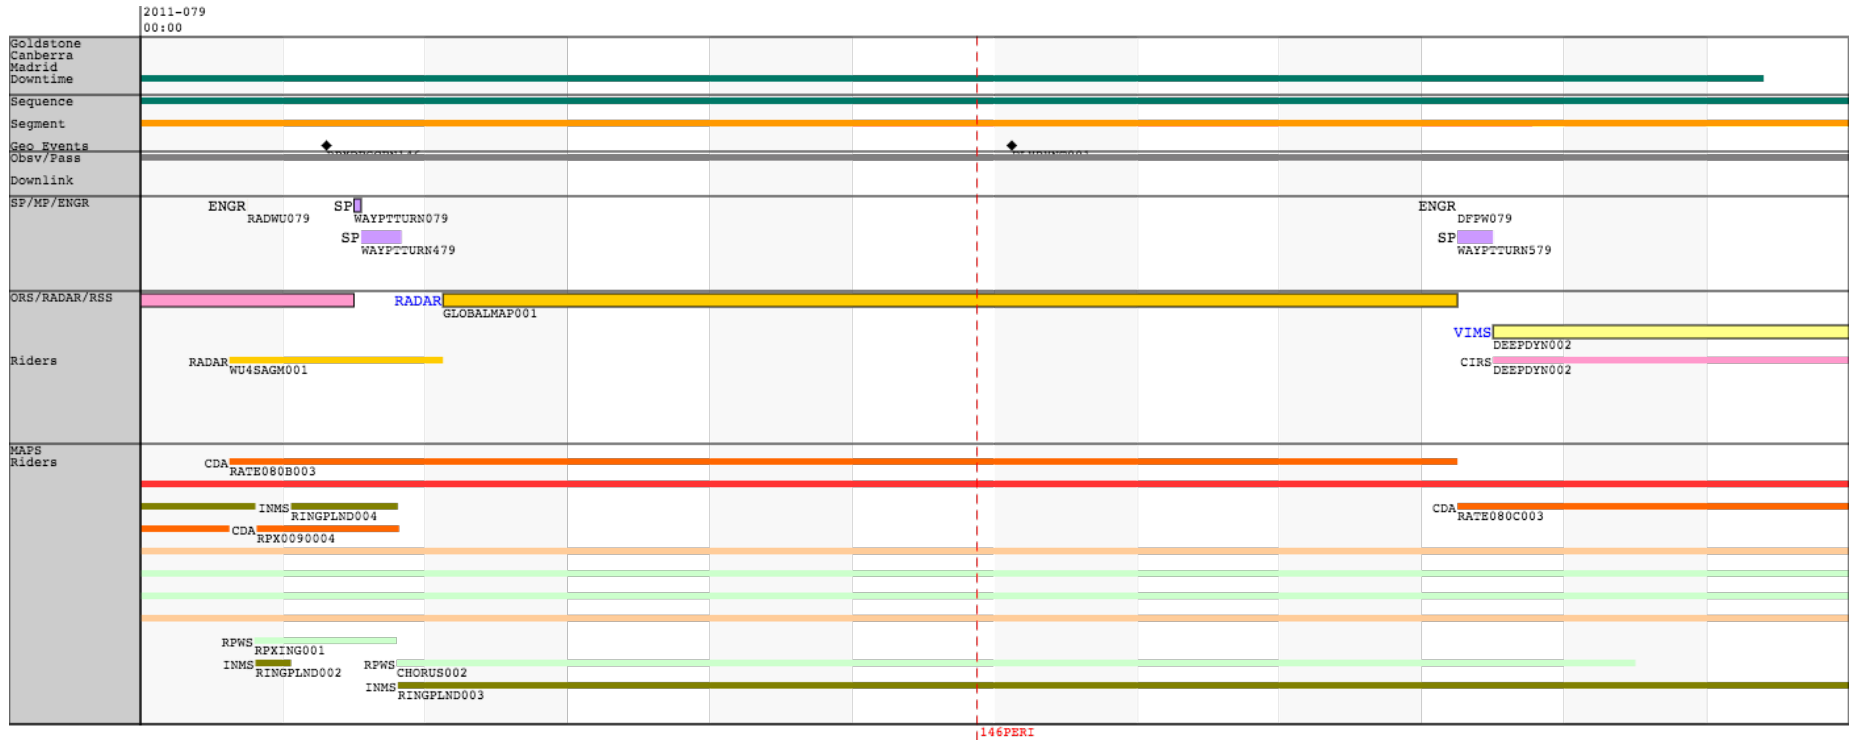 2011-079
00:00
Goldstone
Canberra
Madrid
Downtime
Sequence
Segment
Geo Events
Obsv/Pass
Downlink
SP/MP/ENGR
ENGR
RADWU079
SP
WAYPTTURN079
SP
WAYPTTURN479
ENGR
DFPW079
SP
WAYPTTURN579
ORS/RADAR/RSS
RADAR
GLOBALMAP001
VIMS
DEEPDYN002
Riders
RADAR
WU4SAGM001
CIRS
DEEPDYN002
MAPS
Riders
CDA
RATE080B003
INMS
RINGPLND004
CDA
RATE080C003
CDA
RPX0090004
RPWS
RPXING001
INMS
RINGPLND002
RPWS
CHORUS002
INMS
RINGPLND003
146PERI